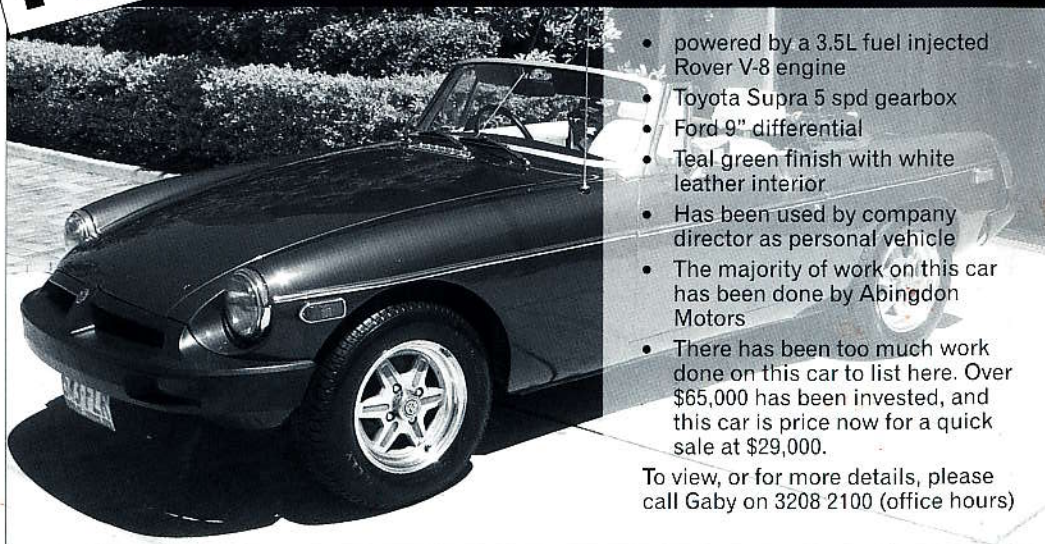 • powered by a 3.5L fuel injected
Rover V-8 engine
• Toyota Supra 5 spd gearbox
• Ford 9" differential
• Teal green finish with white
leather interior
• Has been used by company
director as personal vehicle
• The majority of work on this car
has been done by Abingdon
Motors
• There has been too much work
done on this car to list here. Over
$65,000 has been invested, and
this car is price now for a quick
sale at $29,000.
To view, or for more details, please
call Gaby on 3208 2100 (office hours)